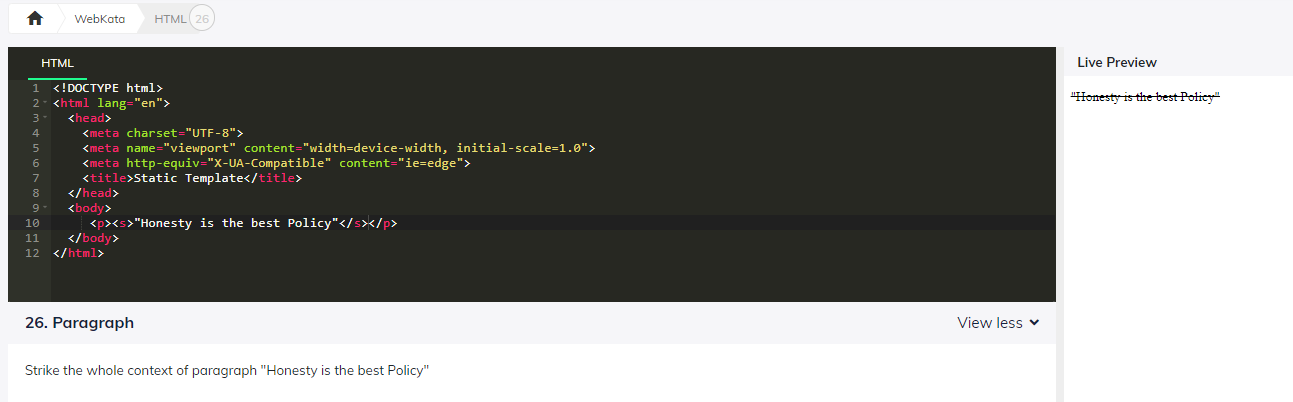 WebKata HTML 26
HTML
Live Preview
1 <!DOCTYPE html>
2 <html lang="en">
3 <head>
4 <meta charset="UTF-8">
5 <meta name="viewport" content="width=device-width, initial-scale=1.0">
6 <meta http-equiv="X-UA-Compatible" content="ie=edge">
7 <title>Static Template</title>
8 </head>
9 <body>
10 <p><s>"Honesty is the best Policy"</s></p>
11 </body>
12 </html>
"Honesty is the best Policy"
26. Paragraph View less
Strike the whole context of paragraph "Honesty is the best Policy"